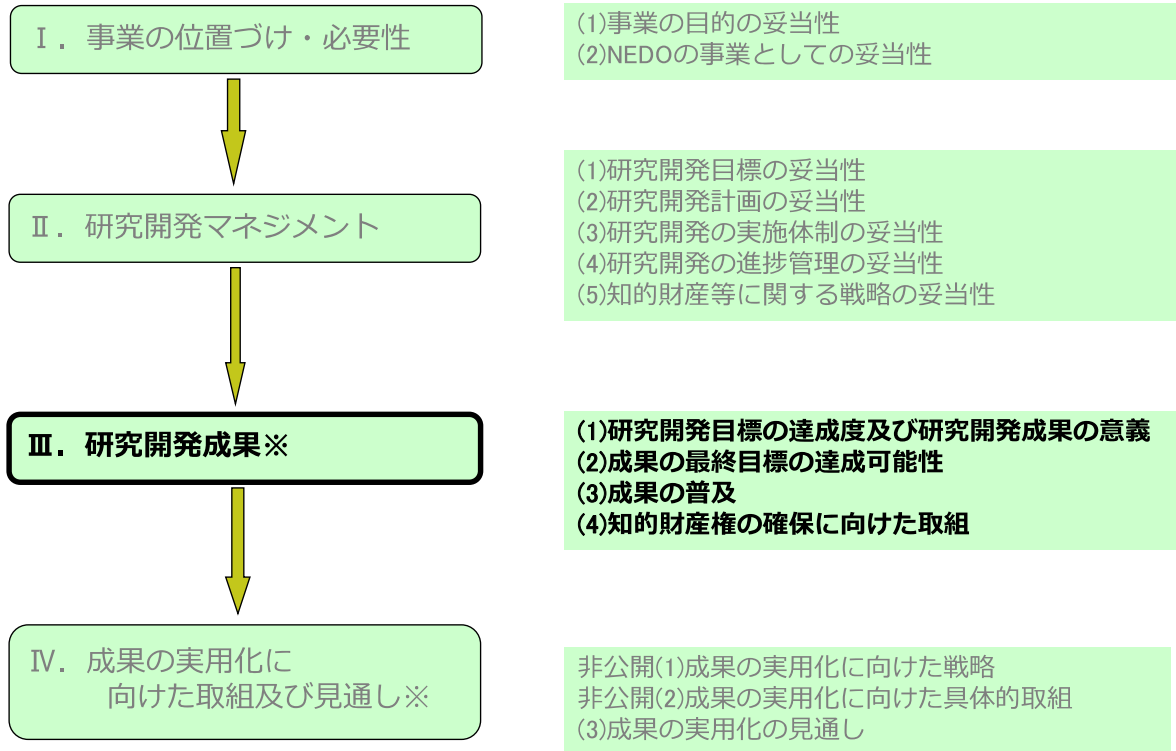 Ⅰ．事業の位置づけ・必要性
(1)事業の目的の妥当性
(2)NEDOの事業としての妥当性
Ⅱ．研究開発マネジメント
(1)研究開発目標の妥当性
(2)研究開発計画の妥当性
(3)研究開発の実施体制の妥当性
(4)研究開発の進捗管理の妥当性
(5)知的財産等に関する戦略の妥当性
Ⅲ．研究開発成果※
(1)研究開発目標の達成度及び研究開発成果の意義
(2)成果の最終目標の達成可能性
(3)成果の普及
(4)知的財産権の確保に向けた取組
Ⅳ．成果の実用化に
向けた取組及び見通し※
非公開(1)成果の実用化に向けた戦略
非公開(2)成果の実用化に向けた具体的取組
(3)成果の実用化の見通し